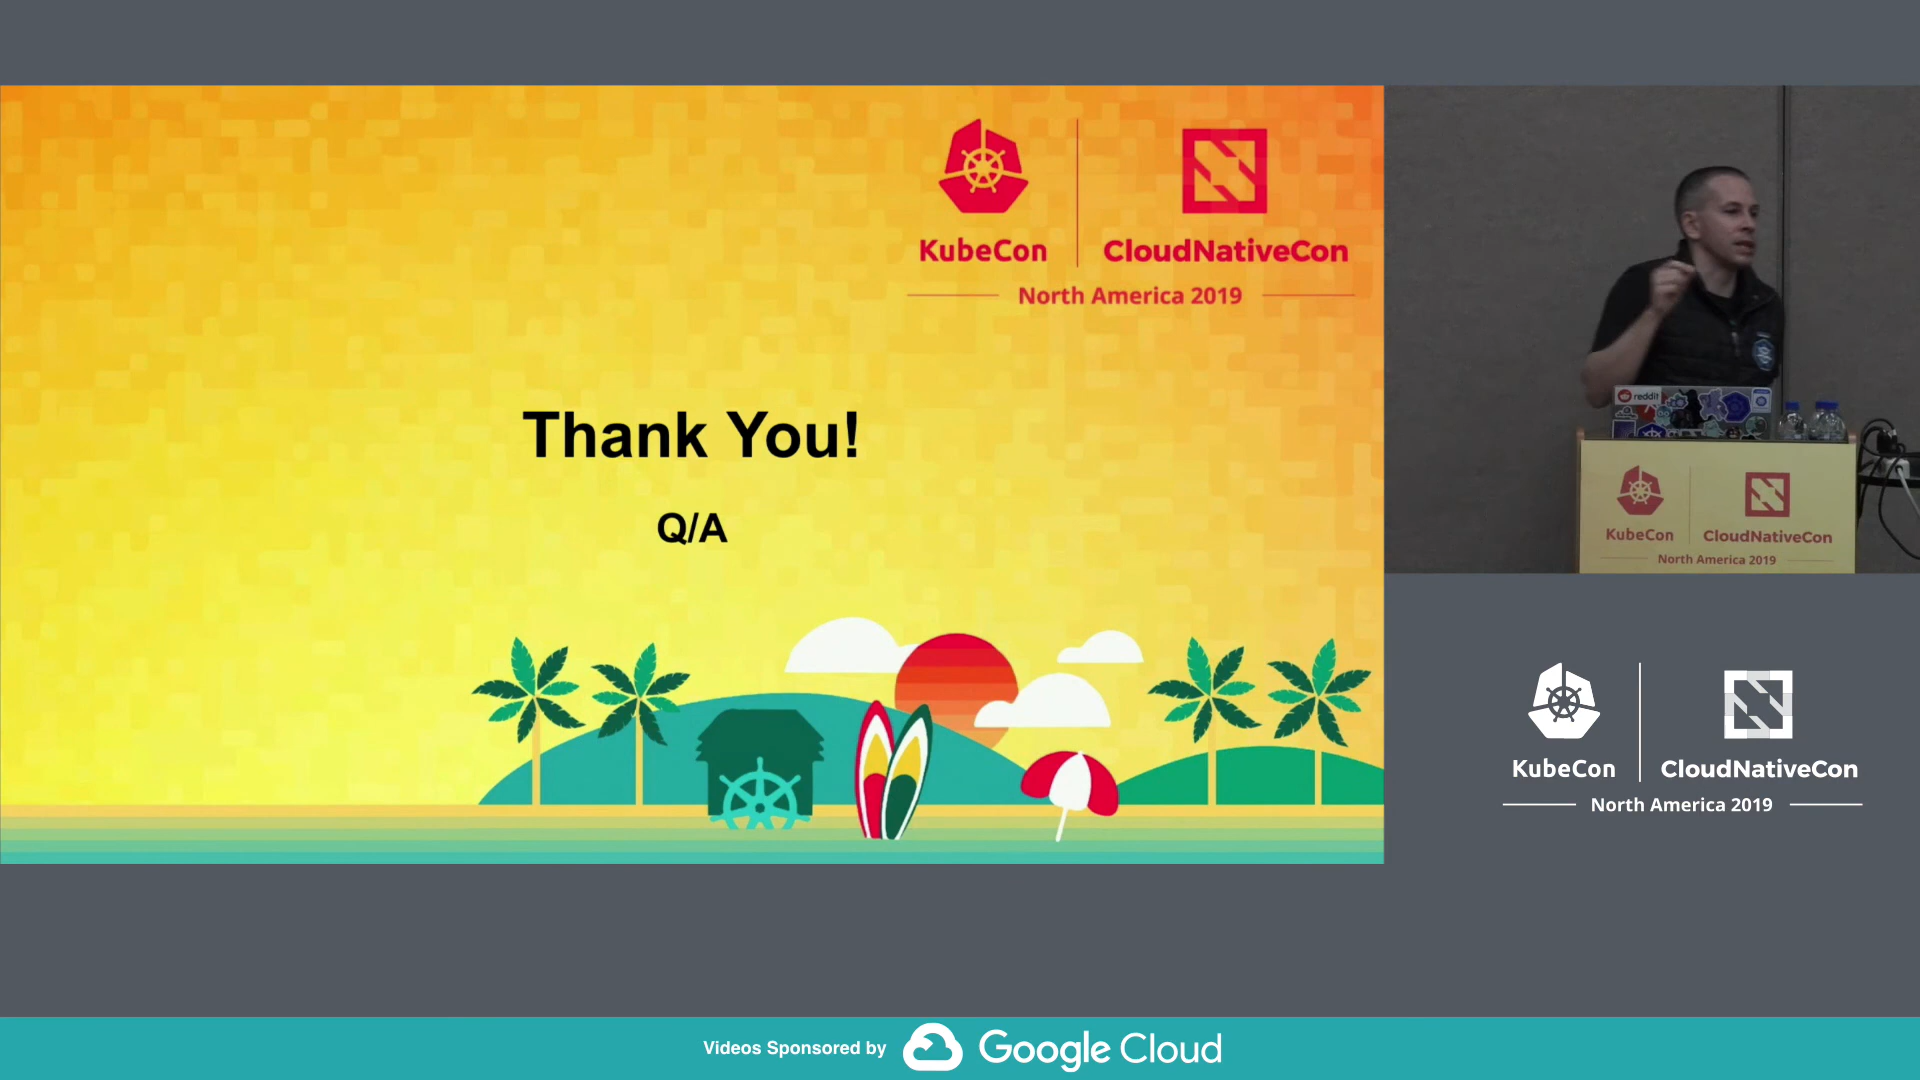 KubeCon
CloudNativeCon
North America 2019
Thank You!
Q/A
reddit
KubeCon
CloudNativeCon
North America 2019
KubeCon
CloudNativeCon
North America 2019
Videos Sponsored by
Google Cloud